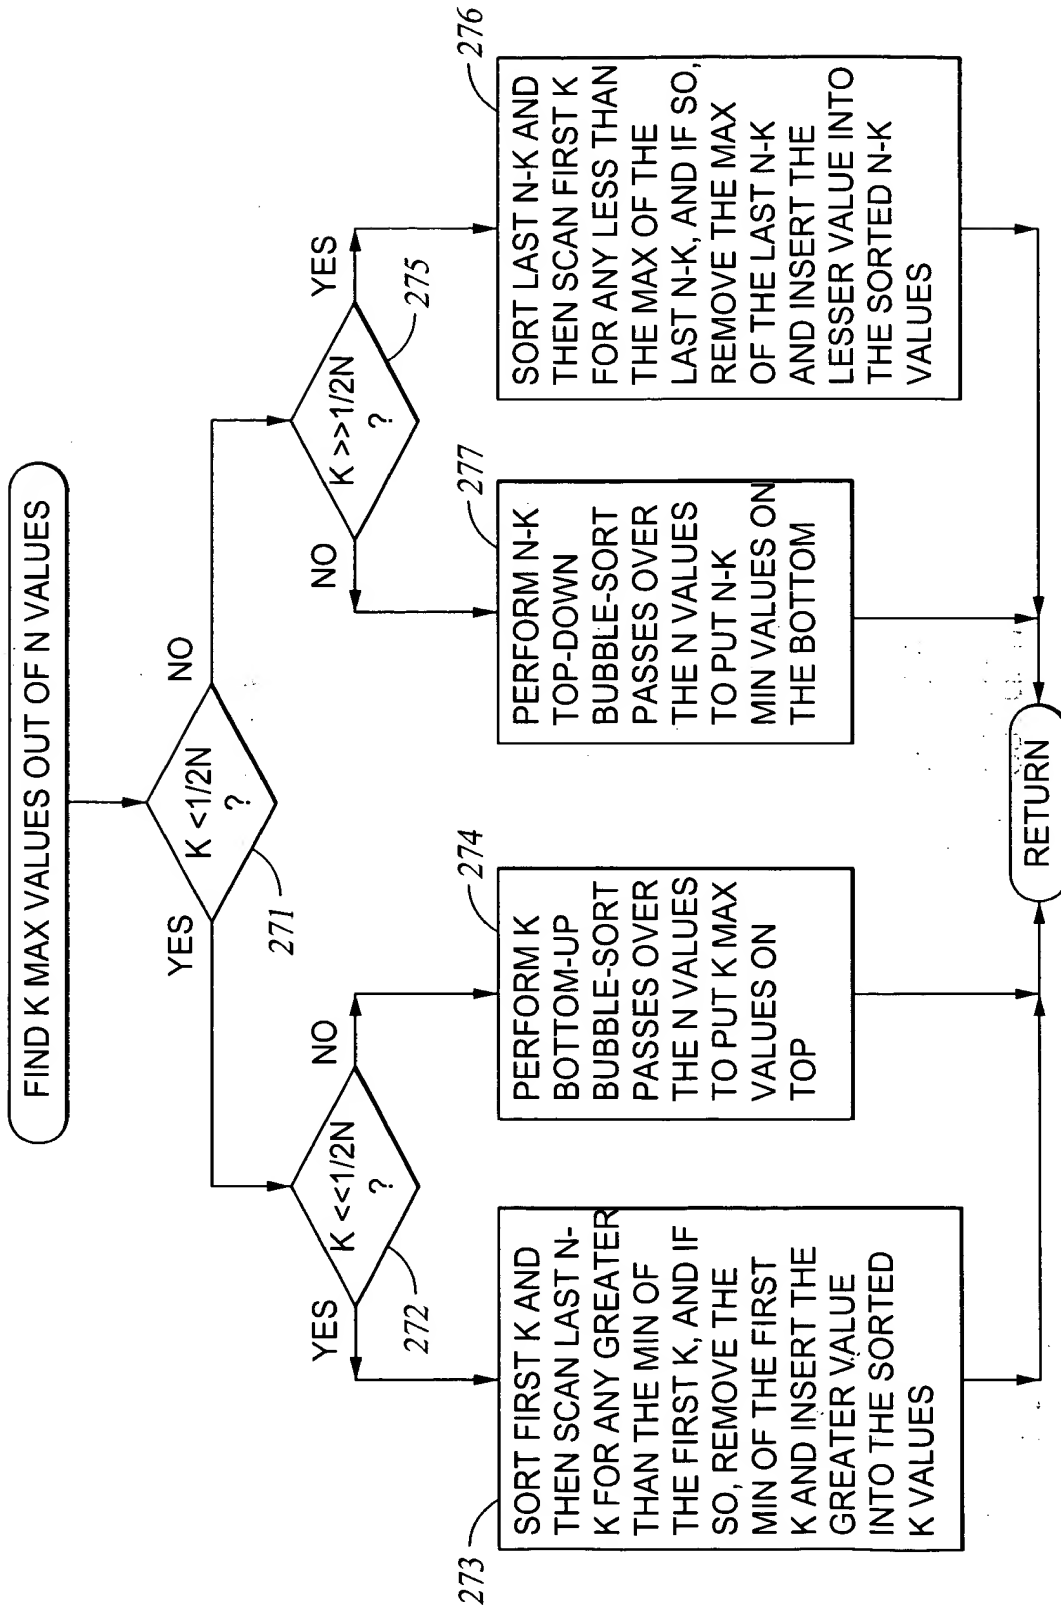 FIND K MAX VALUES OUT OF N VALUES
K <1/2N
?
271
YES
NO
K <<1/2N
?
272
YES
NO
K >>1/2N
?
275
NO
YES
273
SORT FIRST K AND
THEN SCAN LAST N-
K FOR ANY GREATER
THAN THE MIN OF
THE FIRST K, AND IF
SO, REMOVE THE
MIN OF THE FIRST
K AND INSERT THE
GREATER VALUE
INTO THE SORTED
K VALUES
274
PERFORM K
BOTTOM-UP
BUBBLE-SORT
PASSES OVER
THE N VALUES
TO PUT K MAX
VALUES ON
TOP
277
PERFORM N-K
TOP-DOWN
BUBBLE-SORT
PASSES OVER
THE N VALUES
TO PUT N-K
MIN VALUES ON
THE BOTTOM
276
SORT LAST N-K AND
THEN SCAN FIRST K
FOR ANY LESS THAN
THE MAX OF THE
LAST N-K, AND IF SO,
REMOVE THE MAX
OF THE LAST N-K
AND INSERT THE
LESSER VALUE INTO
THE SORTED N-K
VALUES
RETURN